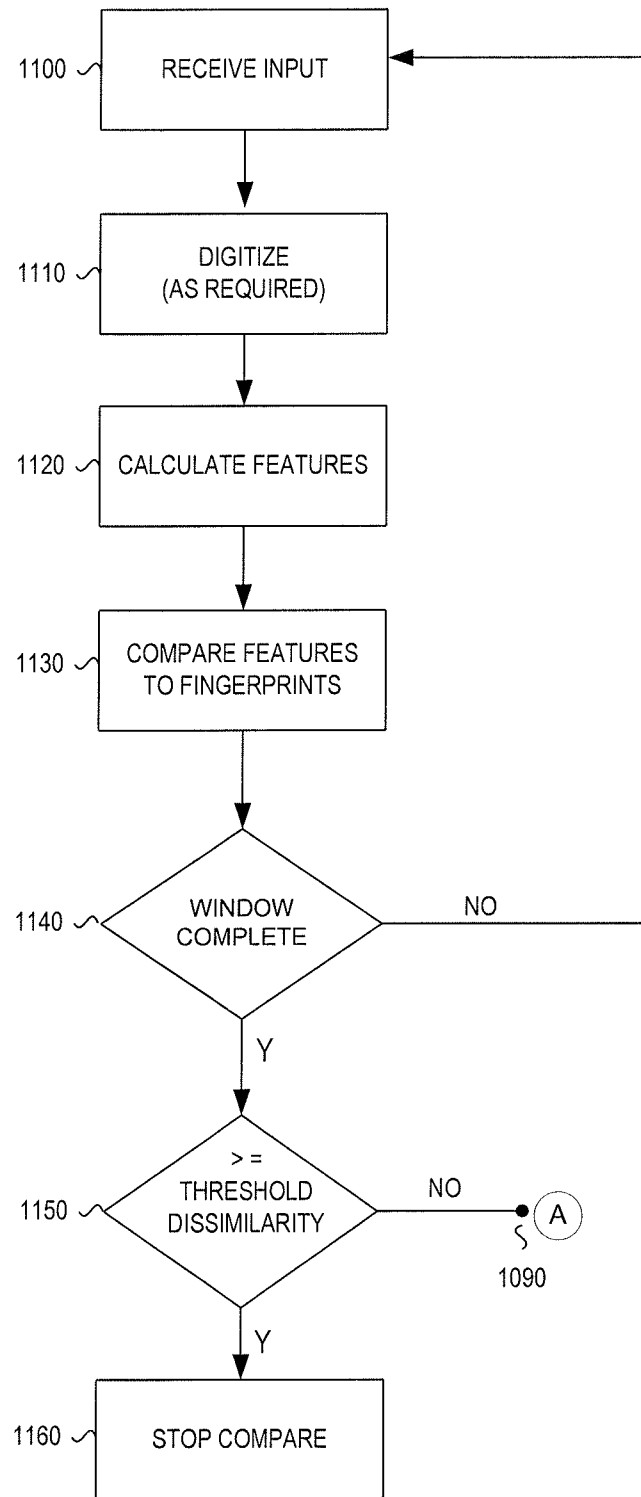 1100
RECEIVE INPUT
1110
DIGITIZE
(AS REQUIRED)
1120
CALCULATE FEATURES
1130
COMPARE FEATURES
TO FINGERPRINTS
1140
WINDOW
COMPLETE
NO
Y
1150
> =
THRESHOLD
DISSIMILARITY
NO
A
1090
Y
1160
STOP COMPARE